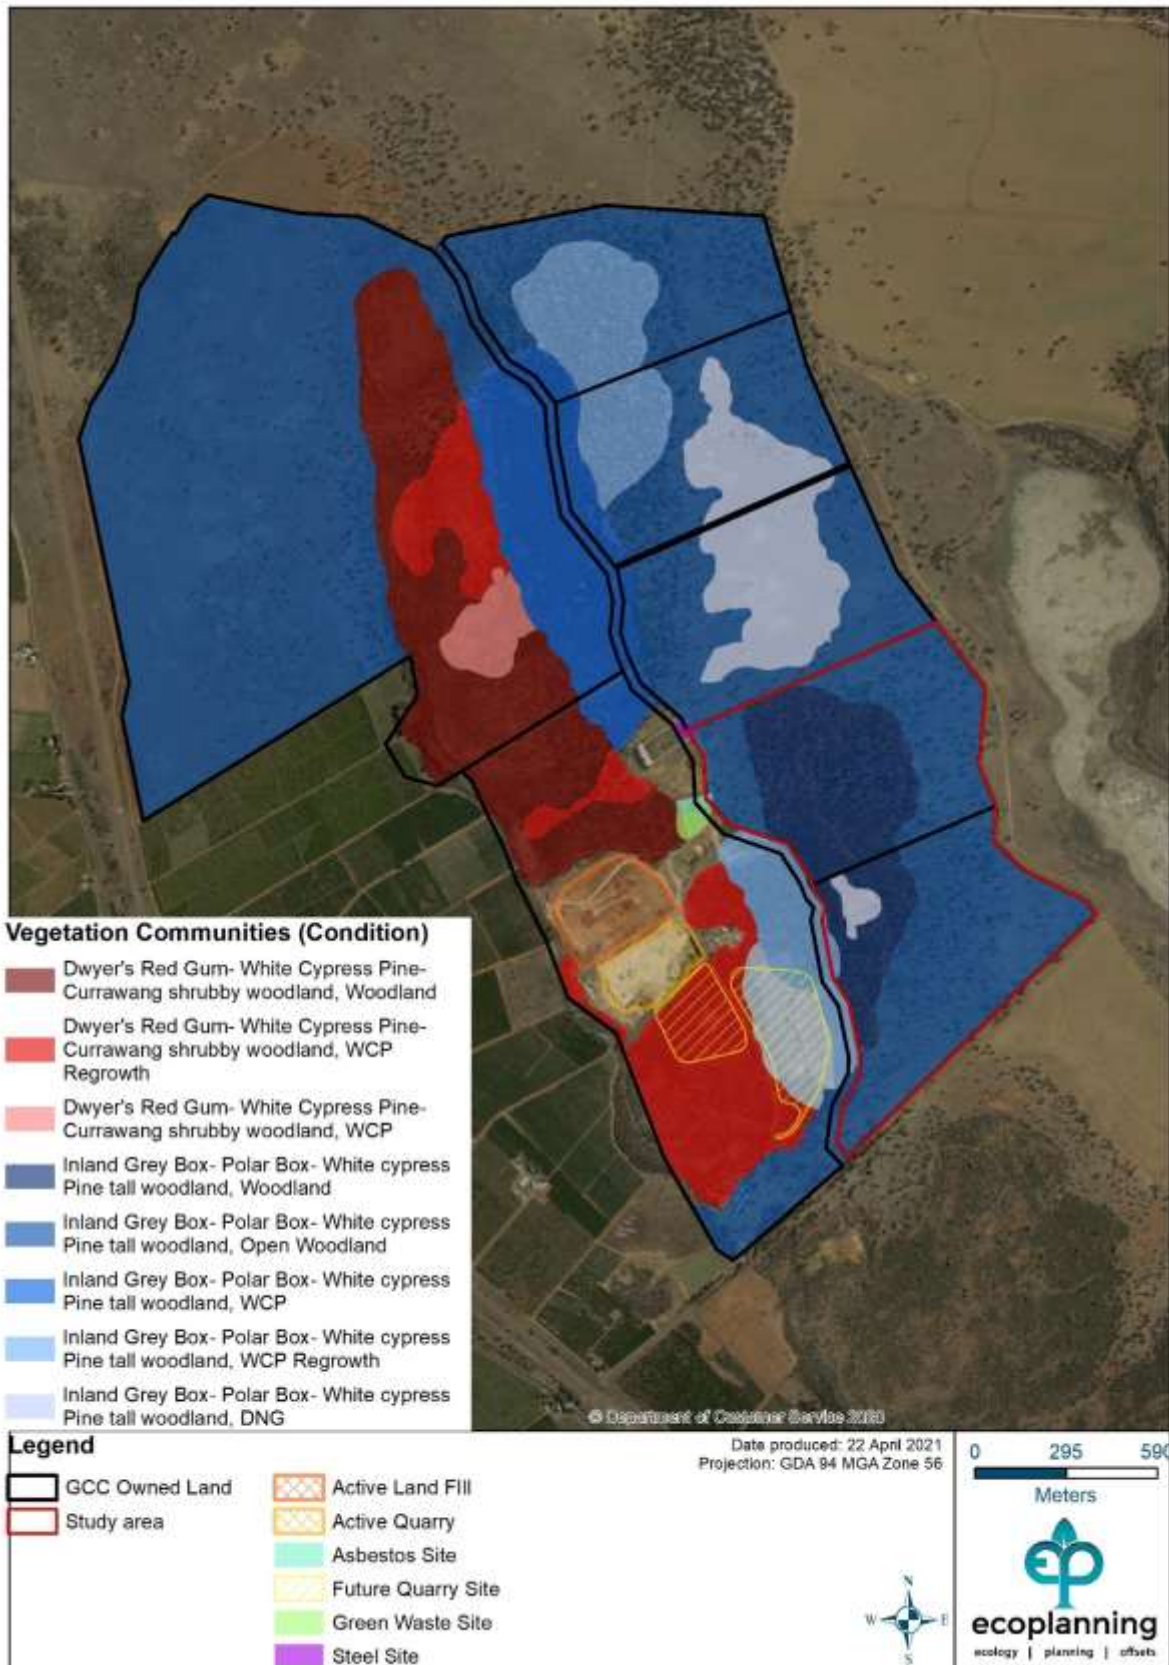 Vegetation Communities (Condition)
Dwyer's Red Gum- White Cypress Pine-
Currawang shrubby woodland, Woodland
Dwyer's Red Gum- White Cypress Pine-
Currawang shrubby woodland, WCP
Regrowth
Dwyer's Red Gum- White Cypress Pine-
Currawang shrubby woodland, WCP
Inland Grey Box- Polar Box- White cypress
Pine tall woodland, Woodland
Inland Grey Box- Polar Box- White cypress
Pine tall woodland, Open Woodland
Inland Grey Box- Polar Box- White cypress
Pine tall woodland, WCP
Inland Grey Box- Polar Box- White cypress
Pine tall woodland, WCP Regrowth
Inland Grey Box- Polar Box- White cypress
Pine tall woodland, DNG
© Department of Customer Service 2020
Legend
GCC Owned Land
Study area
Active Land Fill
Active Quarry
Asbestos Site
Future Quarry Site
Green Waste Site
Steel Site
Date produced: 22 April 2021
Projection: GDA 94 MGA Zone 56
N
W E
S
0 295 590
Meters
ep
ecoplanning
ecology | planning | offsets